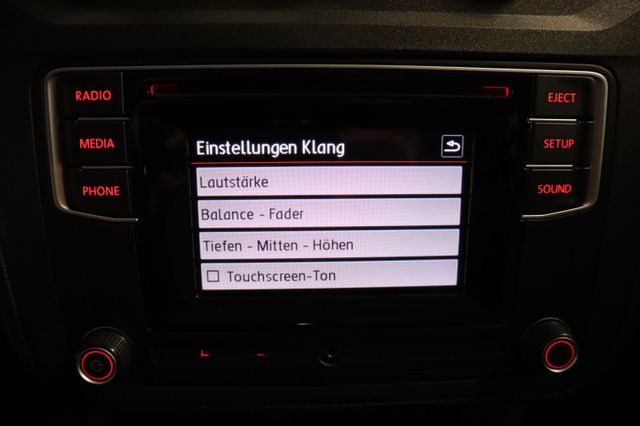 RADIO
MEDIA
PHONE
Einstellungen Klang
Lautstärke
Balance - Fader
Tiefen - Mitten - Höhen
Touchscreen-Ton
EJECT
SETUP
SOUND